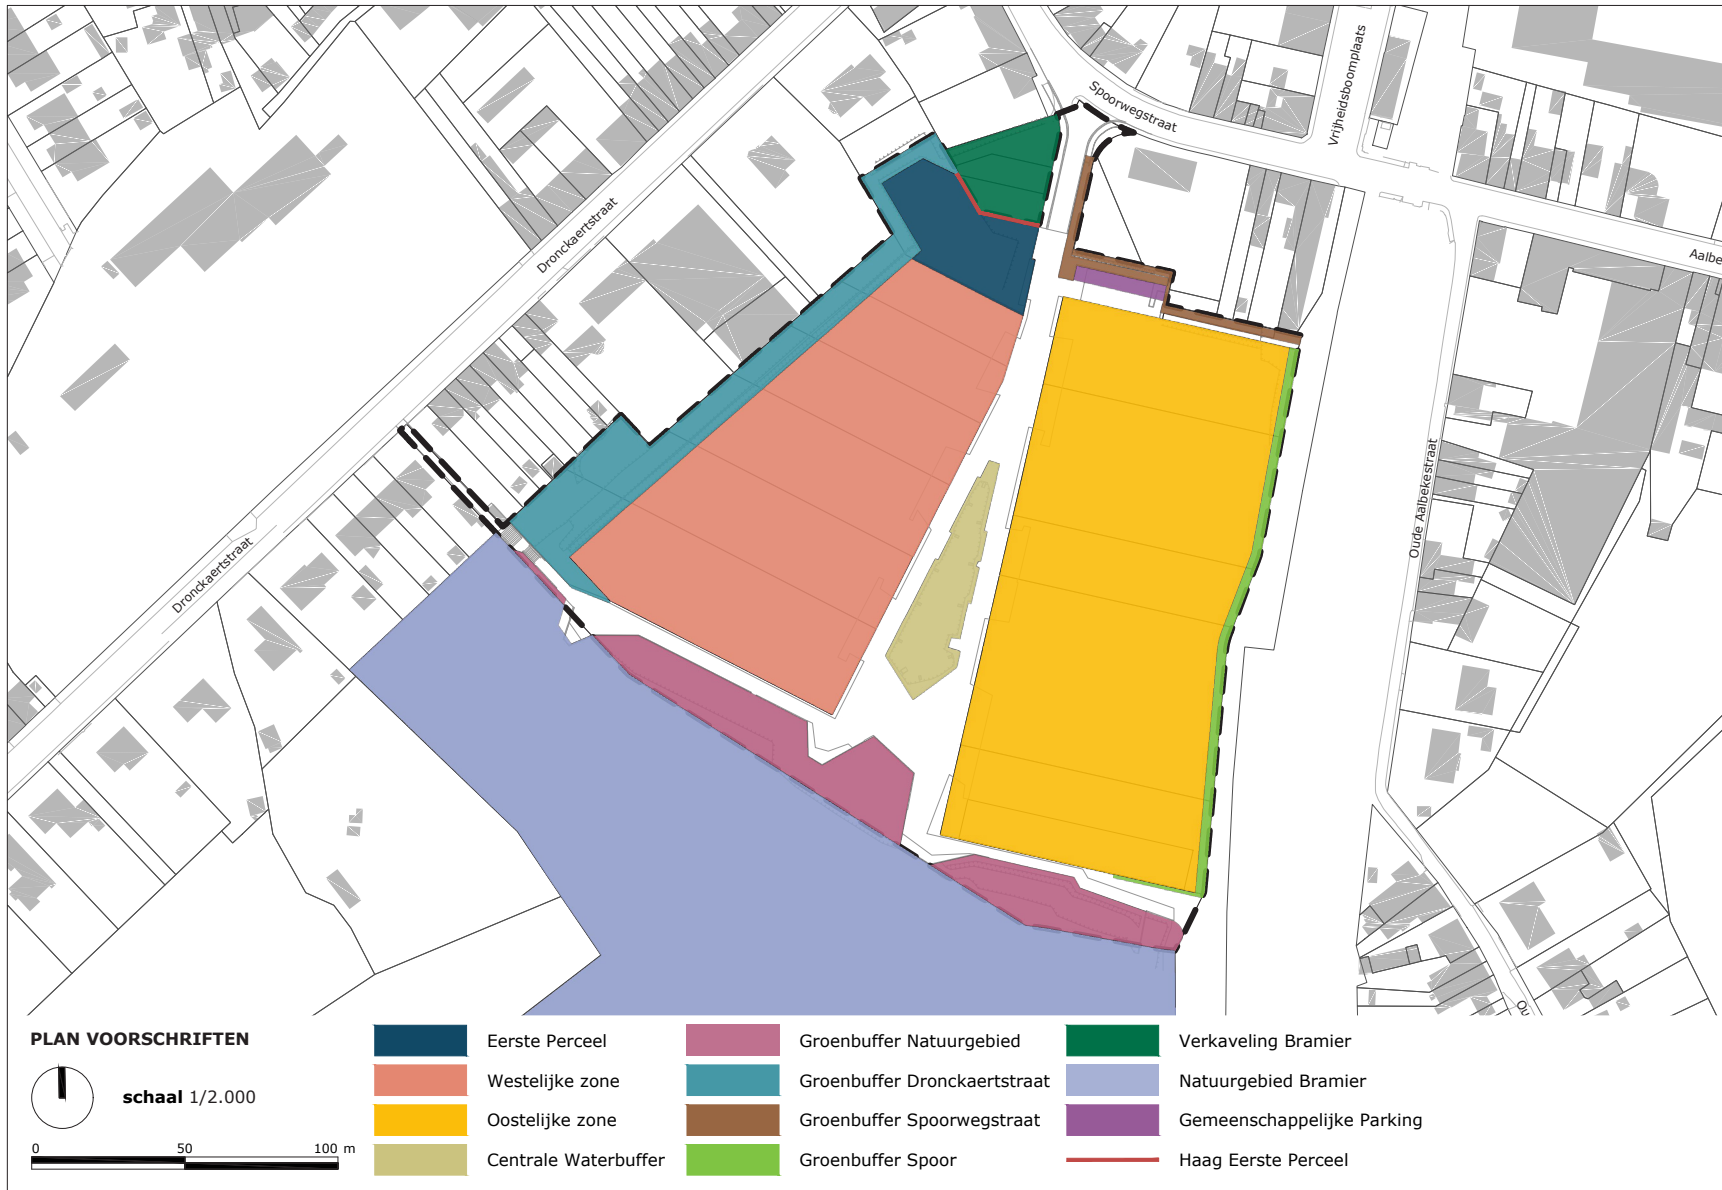 Spoorwegstraat
Vrijheidsboomplaats
Dronckaertstraat
Aalbe
Oude Aalbekestraat
Dronckaertstraat
Ou
PLAN VOORSCHRIFTEN
schaal 1/2.000
0 50 100 m
Eerste Perceel
Westelijke zone
Oostelijke zone
Centrale Waterbuffer
Groenbuffer Natuurgebied
Groenbuffer Dronckaertstraat
Groenbuffer Spoorwegstraat
Groenbuffer Spoor
Verkaveling Bramier
Natuurgebied Bramier
Gemeenschappelijke Parking
Haag Eerste Perceel